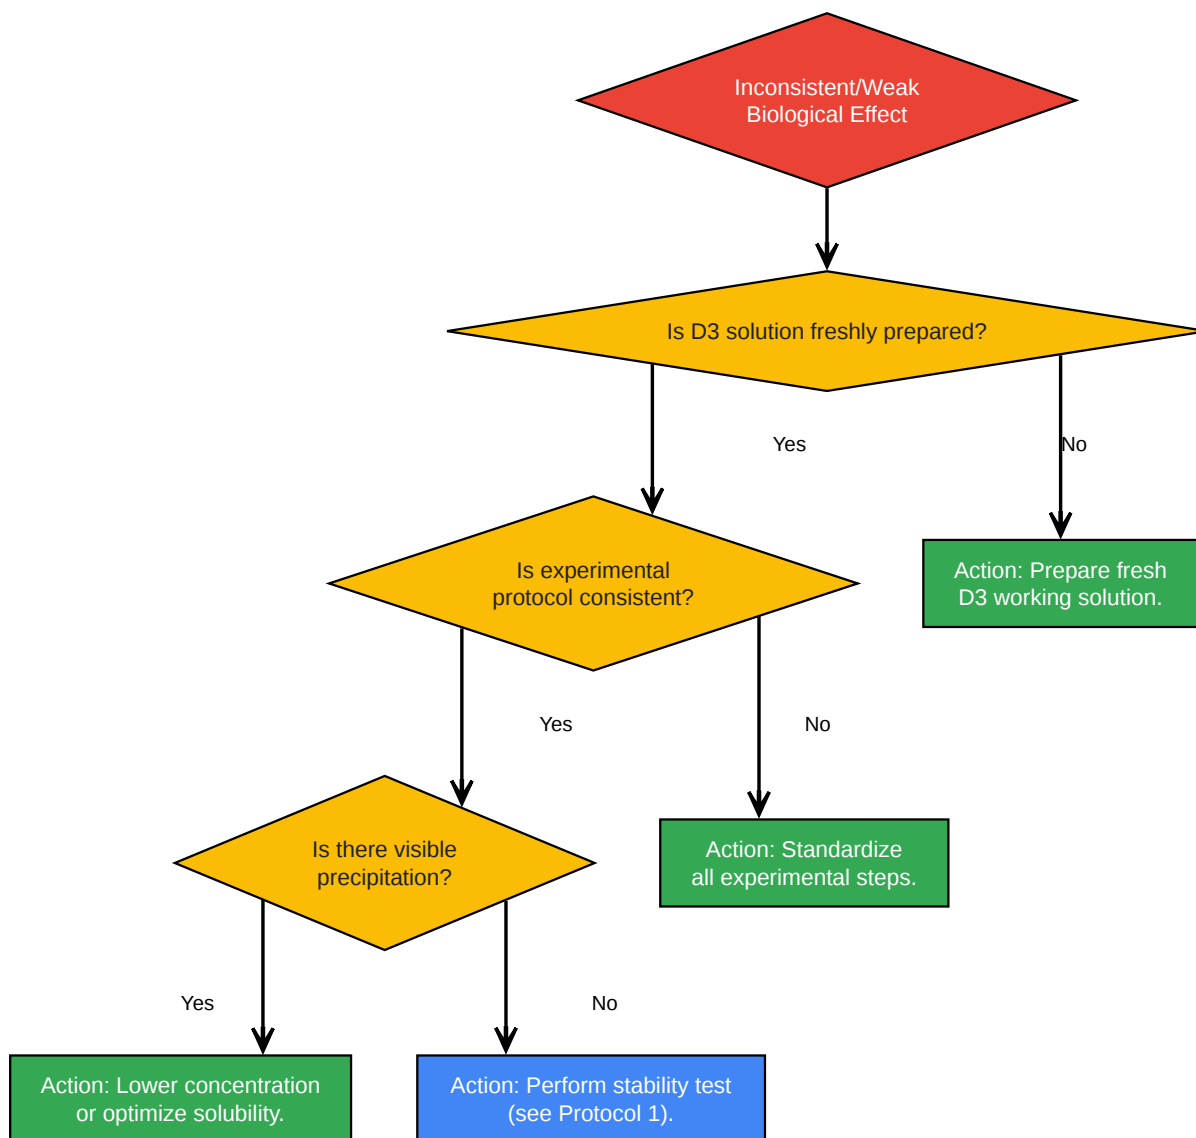 Inconsistent/Weak
Biological Effect
Is D3 solution freshly prepared?
Yes
No
Is experimental
protocol consistent?
Action: Prepare fresh
D3 working solution.
Yes
No
Is there visible
precipitation?
Action: Standardize
all experimental steps.
Yes
No
Action: Lower concentration
or optimize solubility.
Action: Perform stability test
(see Protocol 1).